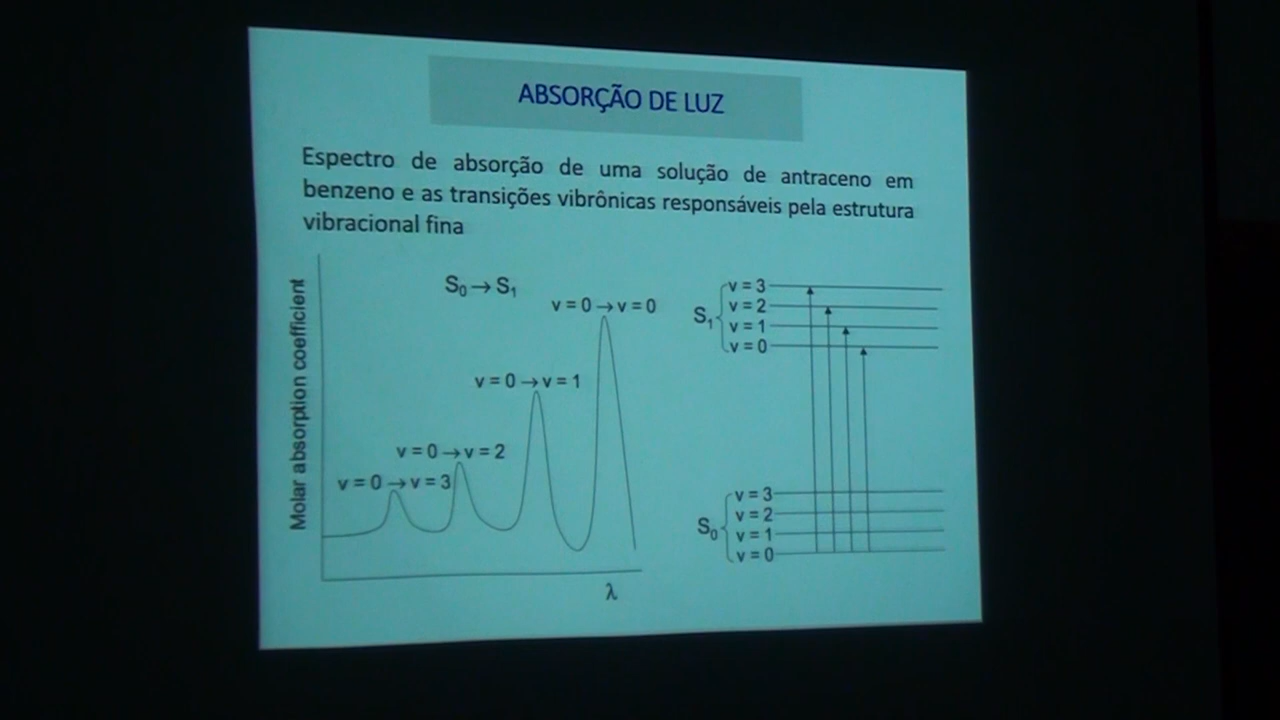 ABSORÇÃO DE LUZ
Espectro de absorção de uma solução de antraceno em
benzeno e as transições vibrônicas responsáveis pela estrutura
vibracional fina
Molar absorption coefficient
S₀ → S₁
v = 0 → v = 0
v = 0 → v = 1
v = 0 → v = 2
v = 0 → v = 3
λ
S₁
v = 3
v = 2
v = 1
v = 0
S₀
v = 3
v = 2
v = 1
v = 0